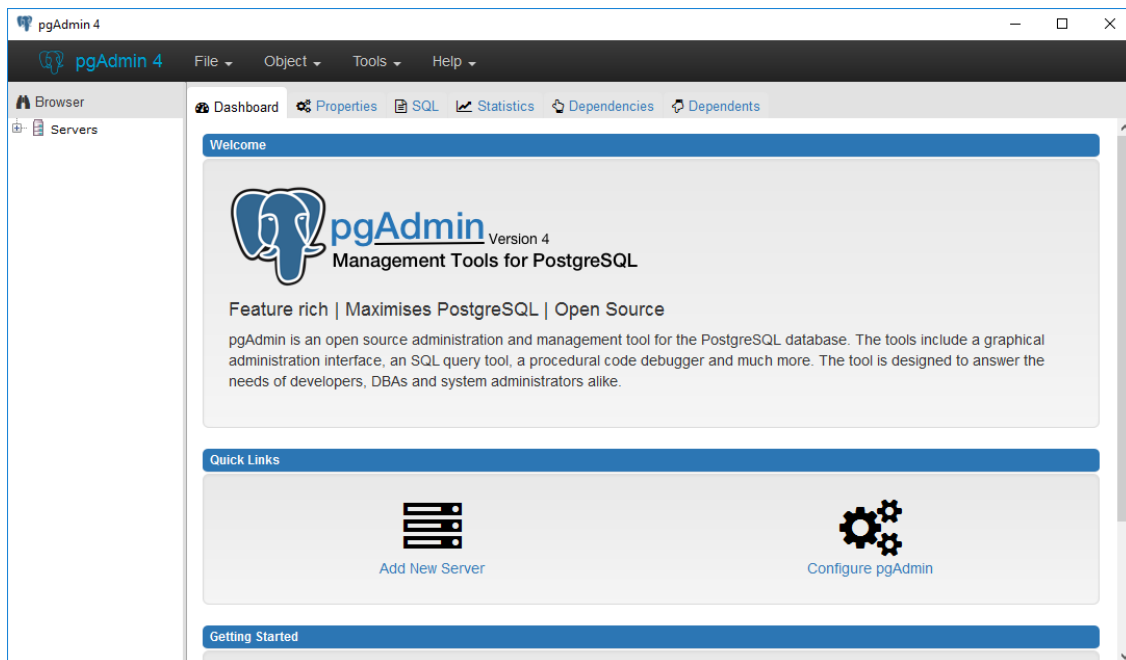 pgAdmin 4
pgAdmin 4 File Object Tools Help
Browser
Servers
Dashboard Properties SQL Statistics Dependencies Dependents
Welcome
pgAdmin Version 4
Management Tools for PostgreSQL
Feature rich | Maximises PostgreSQL | Open Source
pgAdmin is an open source administration and management tool for the PostgreSQL database. The tools include a graphical
administration interface, an SQL query tool, a procedural code debugger and much more. The tool is designed to answer the
needs of developers, DBAs and system administrators alike.
Quick Links
Add New Server
Configure pgAdmin
Getting Started